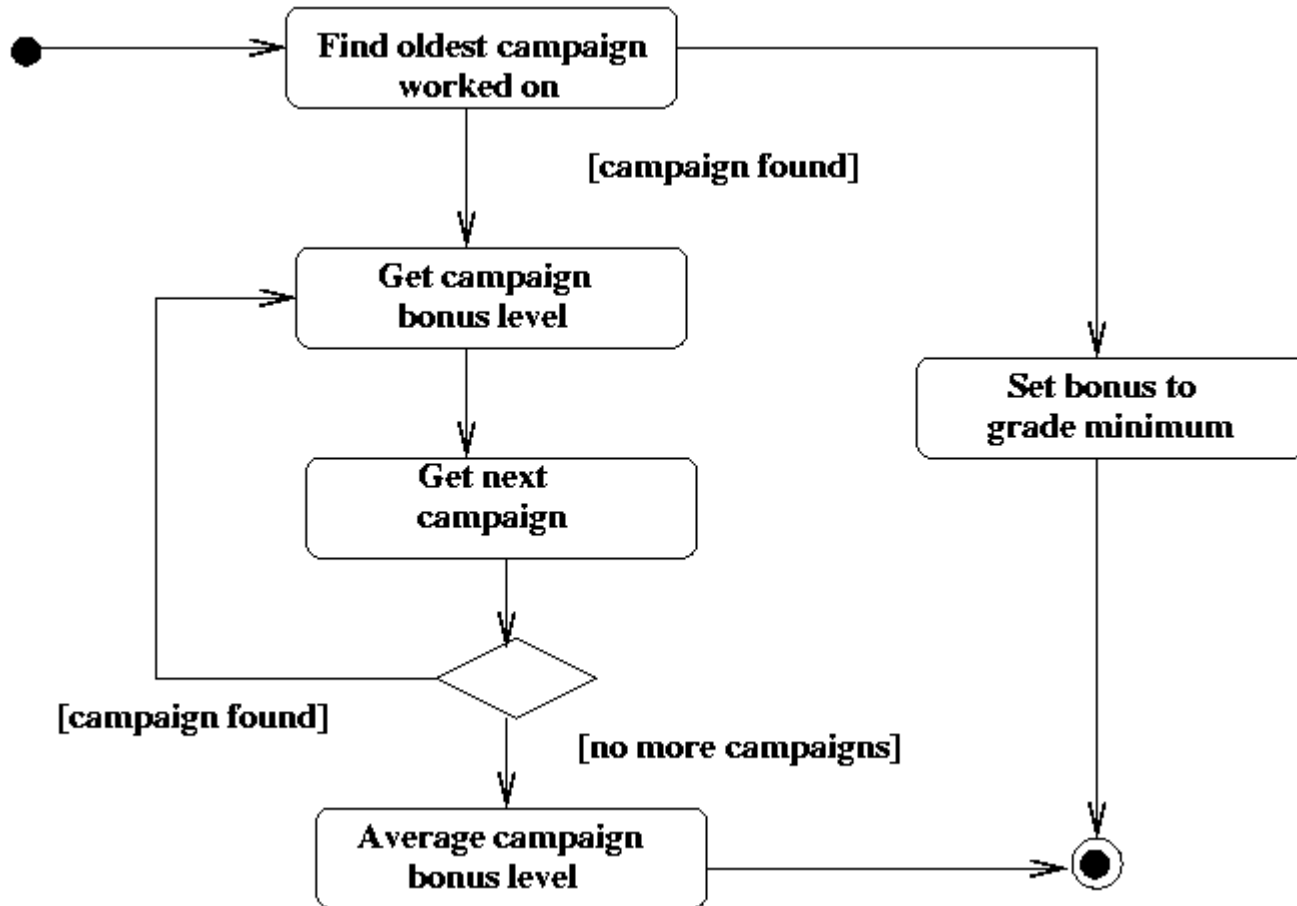 Find oldest campaign
worked on
[campaign found]
Get campaign
bonus level
Set bonus to
grade minimum
Get next
campaign
[campaign found]
[no more campaigns]
Average campaign
bonus level